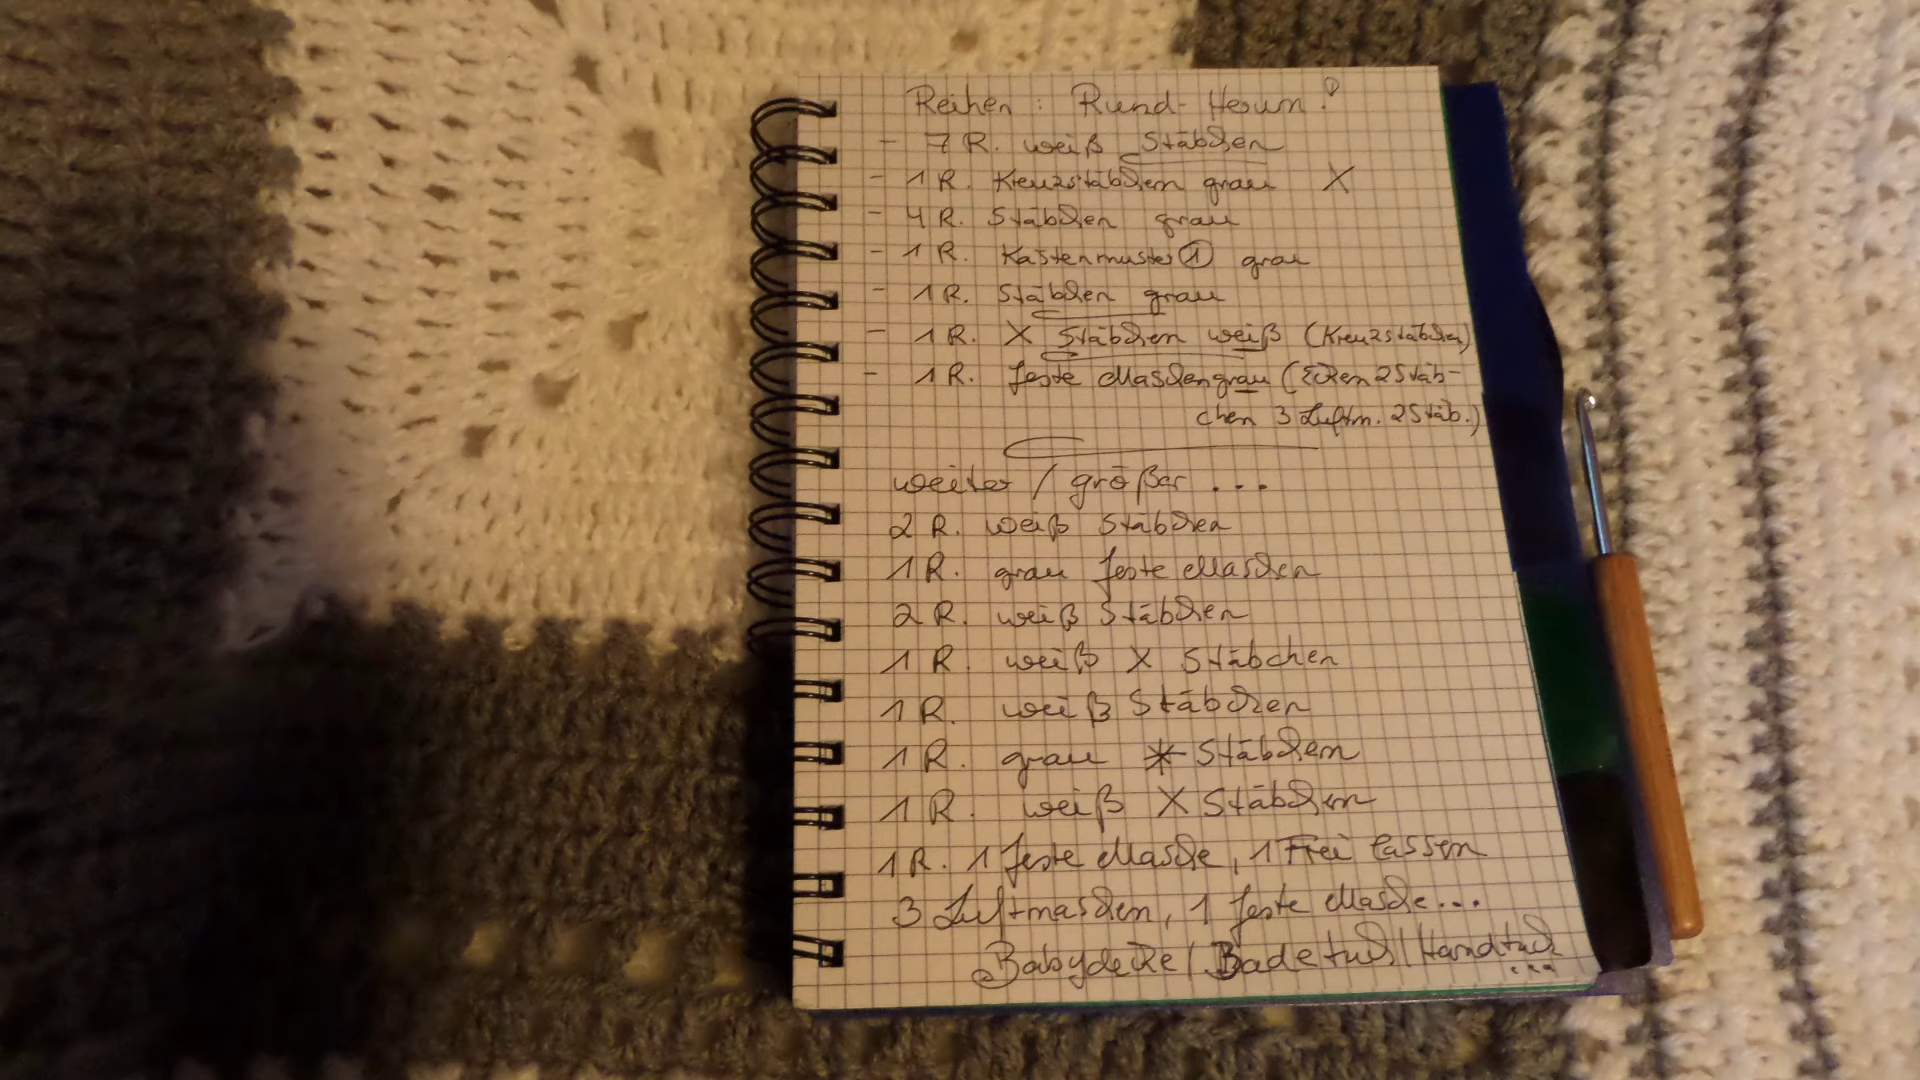 Reihen: Rund-Herum!
- 7 R. weiß Stäbchen
- 1 R. Kreuzstäbchen grau X
- 4 R. Stäbchen grau
- 1 R. Kästenmuster ① grau
- 1 R. Stäbchen grau
- 1 R. X Stäbchen weiß (Kreuzstäbchen)
- 1 R. feste Maschen grau (Ecken 2 Stäb-
chen 3 Luftm. 2 Stäb.)
weiter / größer ...
2 R. weiß Stäbchen
1 R. grau feste Maschen
2 R. weiß Stäbchen
1 R. weiß X Stäbchen
1 R. weiß Stäbchen
1 R. grau * Stäbchen
1 R. weiß X Stäbchen
1 R. 1 feste Masche, 1 Frei lassen
3 Luftmaschen, 1 feste Masche...
Babydecke / Badetuch / Handtuch
...